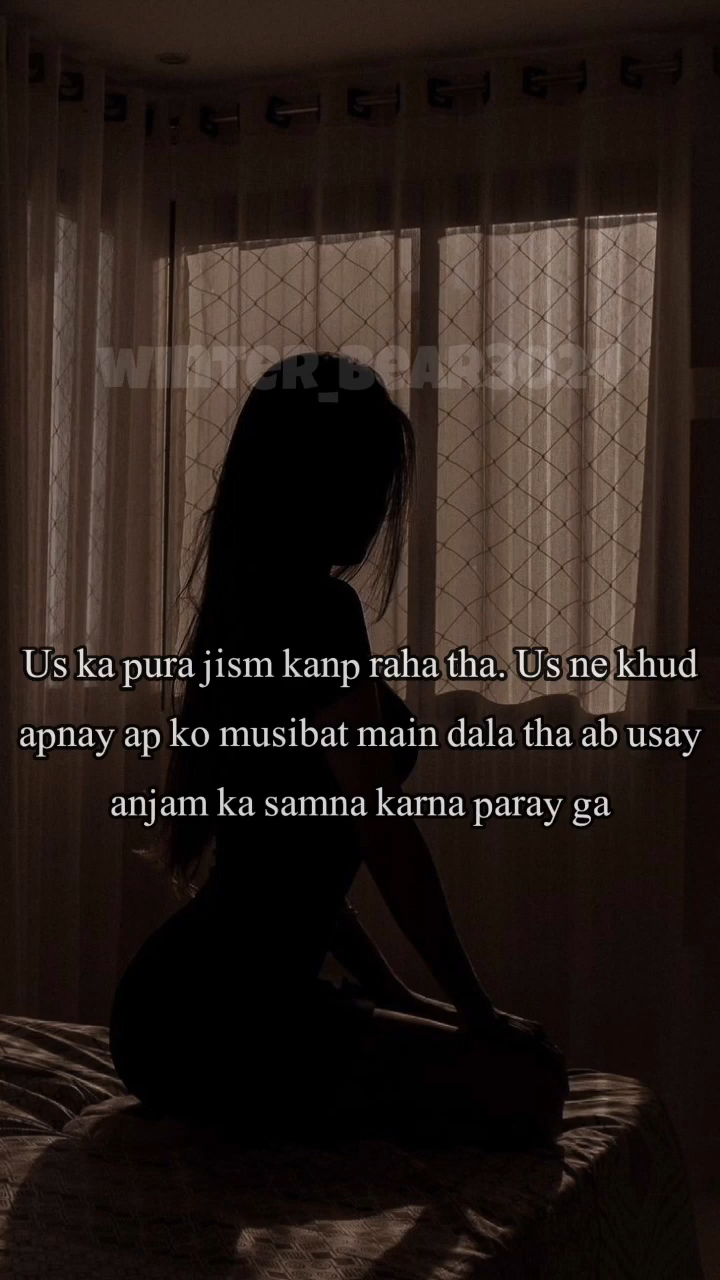 Us ka pura jism kanp raha tha. Us ne khud
apnay ap ko musibat main dala tha ab usay
anjam ka samna karna paray ga